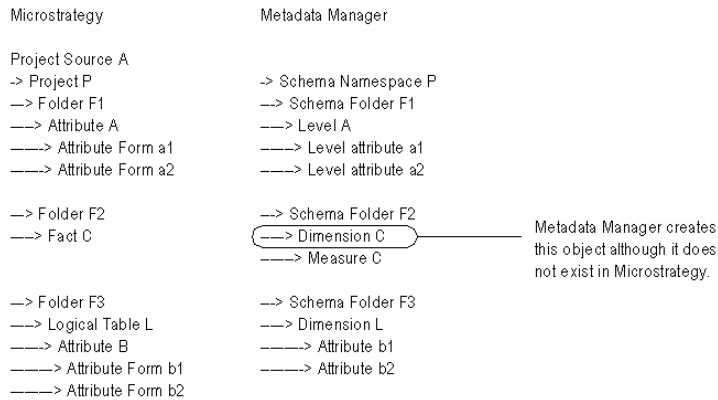 Microstrategy Metadata Manager
Project Source A
-> Project P -> Schema Namespace P
—> Folder F1 —> Schema Folder F1
——> Attribute A ——> Level A
———> Attribute Form a1 ———> Level attribute a1
———> Attribute Form a2 ———> Level attribute a2
—> Folder F2 —> Schema Folder F2
——> Fact C ——> Dimension C
———> Measure C
Metadata Manager creates
this object although it does
not exist in Microstrategy.
—> Folder F3 —> Schema Folder F3
——> Logical Table L ——> Dimension L
———> Attribute B ————> Attribute b1
————> Attribute Form b1 ————> Attribute b2
————> Attribute Form b2